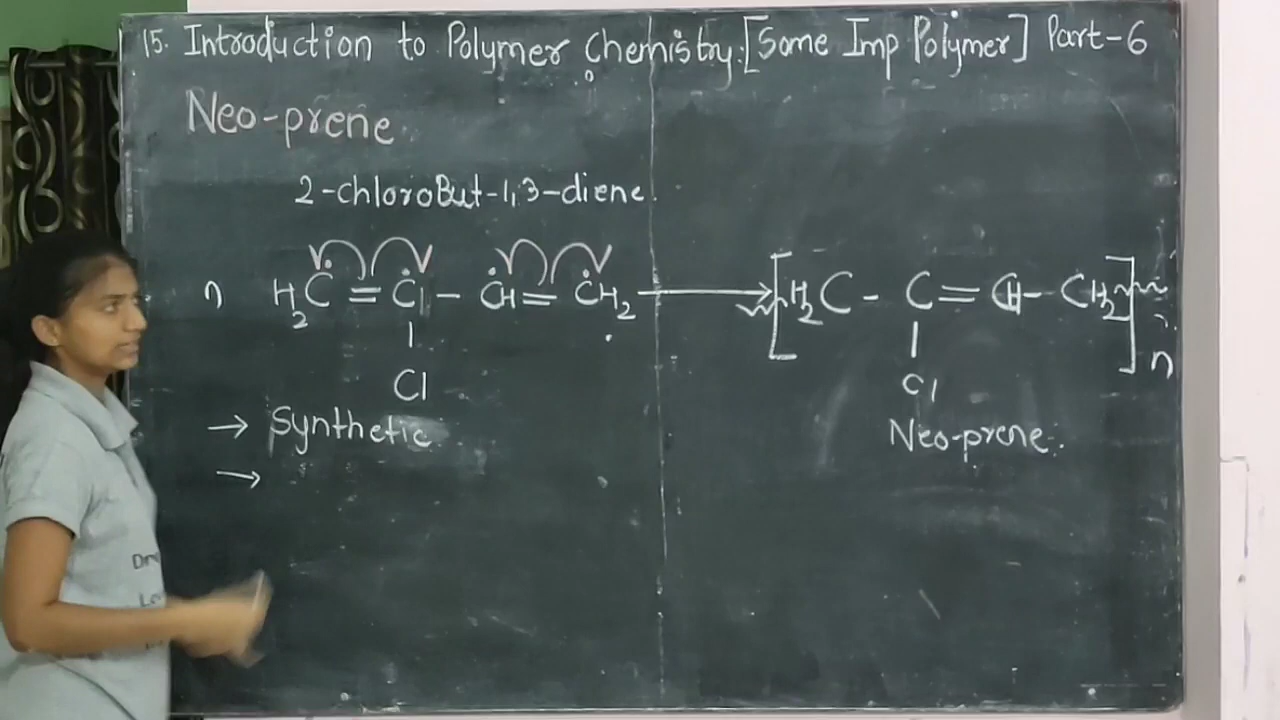 15. Introduction to Polymer Chemistry:[Some Imp Polymer] Part-6
Neo-prene
2-chloroBut-1,3-diene.
n H₂C = C - CH = CH₂ → [H₂C - C = CH - CH₂]n
Cl Cl
→ Synthetic
Neo-prene.
→